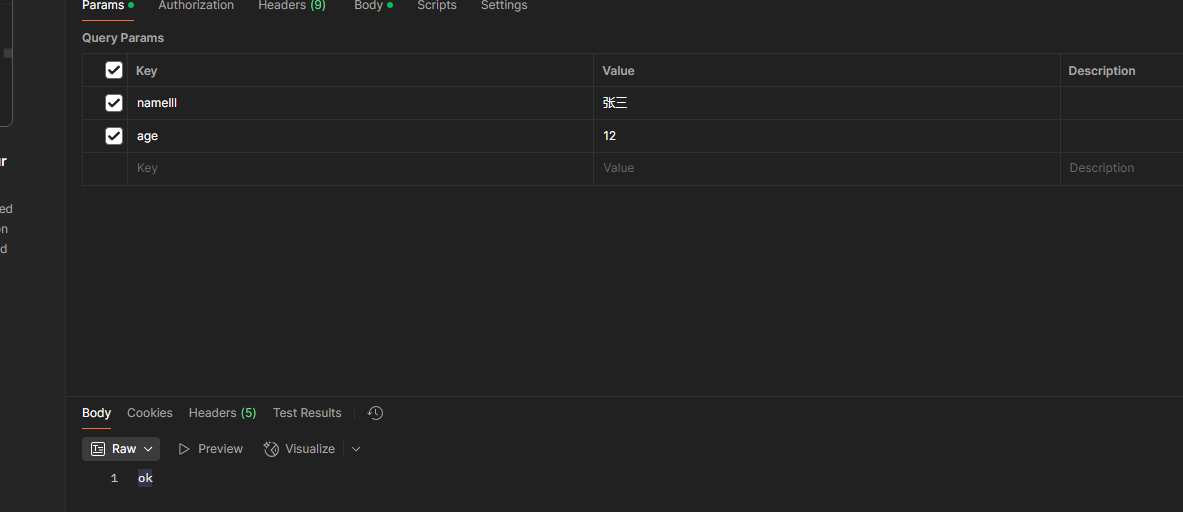 Params Authorization Headers (9) Body Scripts Settings
Query Params
Key Value Description
namelll 张三
age 12
Key Value Description
ed
d
Body Cookies Headers (5) Test Results
Raw Preview Visualize
1 ok